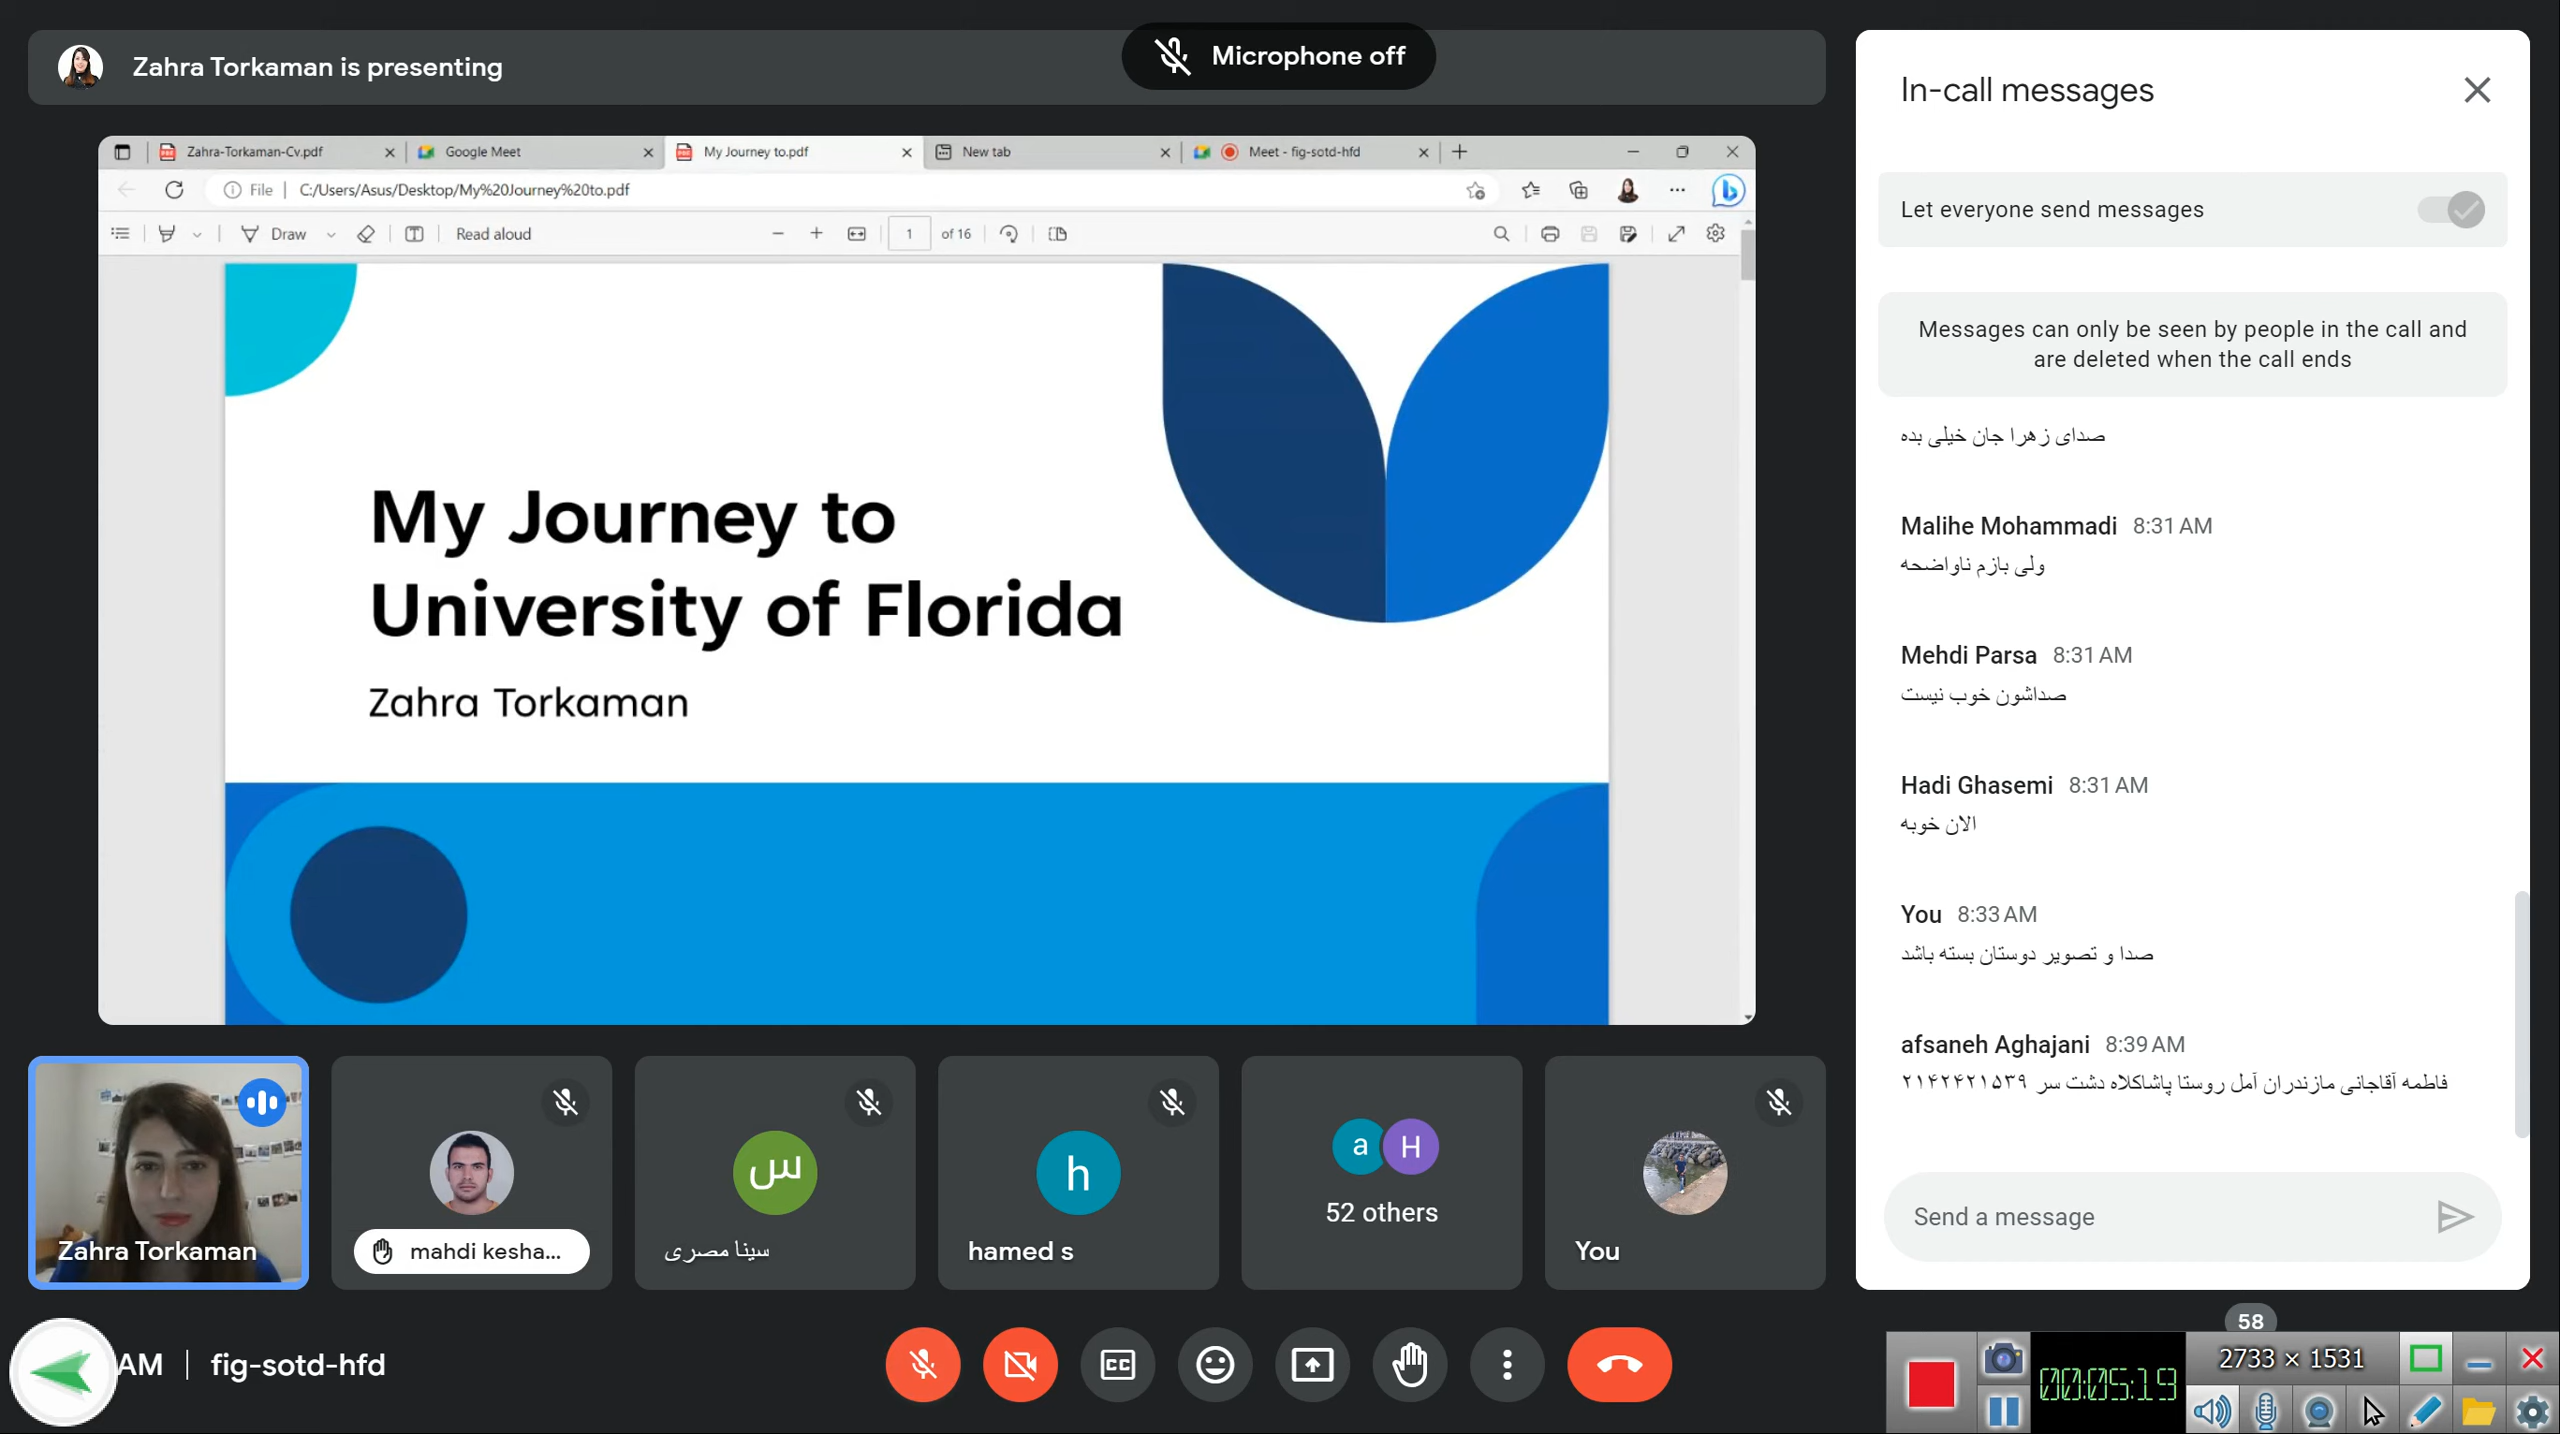 Zahra Torkaman is presenting
Microphone off
Zahra-Torkaman-Cv.pdf
Google Meet
My Journey to.pdf
New tab
Meet - fig-sotd-hfd
File
C:/Users/Asus/Desktop/My%20Journey%20to.pdf
Draw
Read aloud
1 of 16
My Journey to
University of Florida
Zahra Torkaman
Zahra Torkaman
mahdi kesha...
س
سینا مصری
h
hamed s
a H
52 others
You
AM | fig-sotd-hfd
CC
In-call messages
Let everyone send messages
Messages can only be seen by people in the call and
are deleted when the call ends
صدای زهرا جان خیلی بده
Malihe Mohammadi 8:31 AM
ولی بازم ناواضحه
Mehdi Parsa 8:31 AM
صداشون خوب نیست
Hadi Ghasemi 8:31 AM
الان خوبه
You 8:33 AM
صدا و تصویر دوستان بسته باشد
afsaneh Aghajani 8:39 AM
فاطمه آقاجانی مازندران آمل روستا پاشاکلاه دشت سر ۲۱۴۲۴۲۱۵۳۹
Send a message
58
2733 × 1531
00:05:19